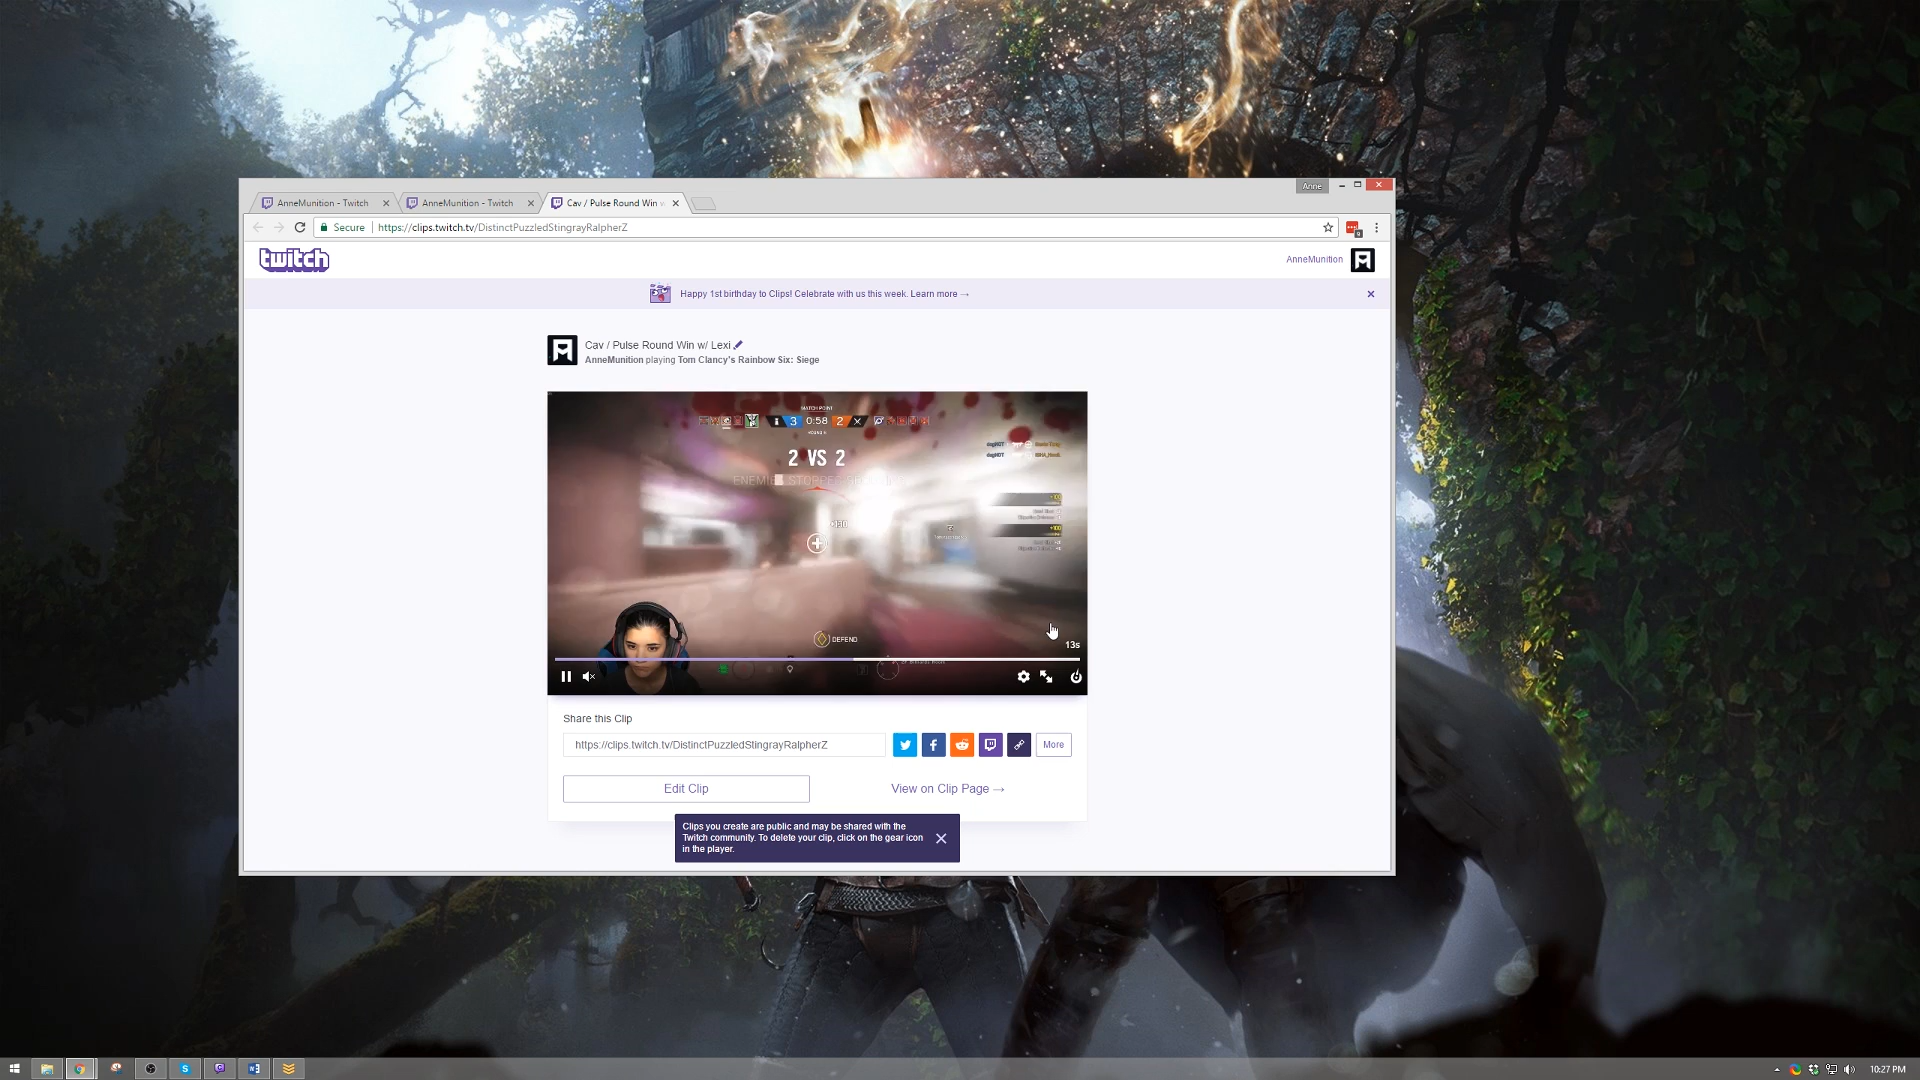 Anne
AnneMunition - Twitch
AnneMunition - Twitch
Cav / Pulse Round Win w
Secure
https://clips.twitch.tv/DistinctPuzzledStingrayRalpherZ
twitch
AnneMunition
Happy 1st birthday to Clips! Celebrate with us this week. Learn more →
Cav / Pulse Round Win w/ Lexi
AnneMunition playing Tom Clancy's Rainbow Six: Siege
MATCH POINT
3 0:58 2
2 VS 2
DEFEND
13s
Share this Clip
https://clips.twitch.tv/DistinctPuzzledStingrayRalpherZ
More
Edit Clip
View on Clip Page →
Clips you create are public and may be shared with the
Twitch community. To delete your clip, click on the gear icon
in the player.
10:27 PM